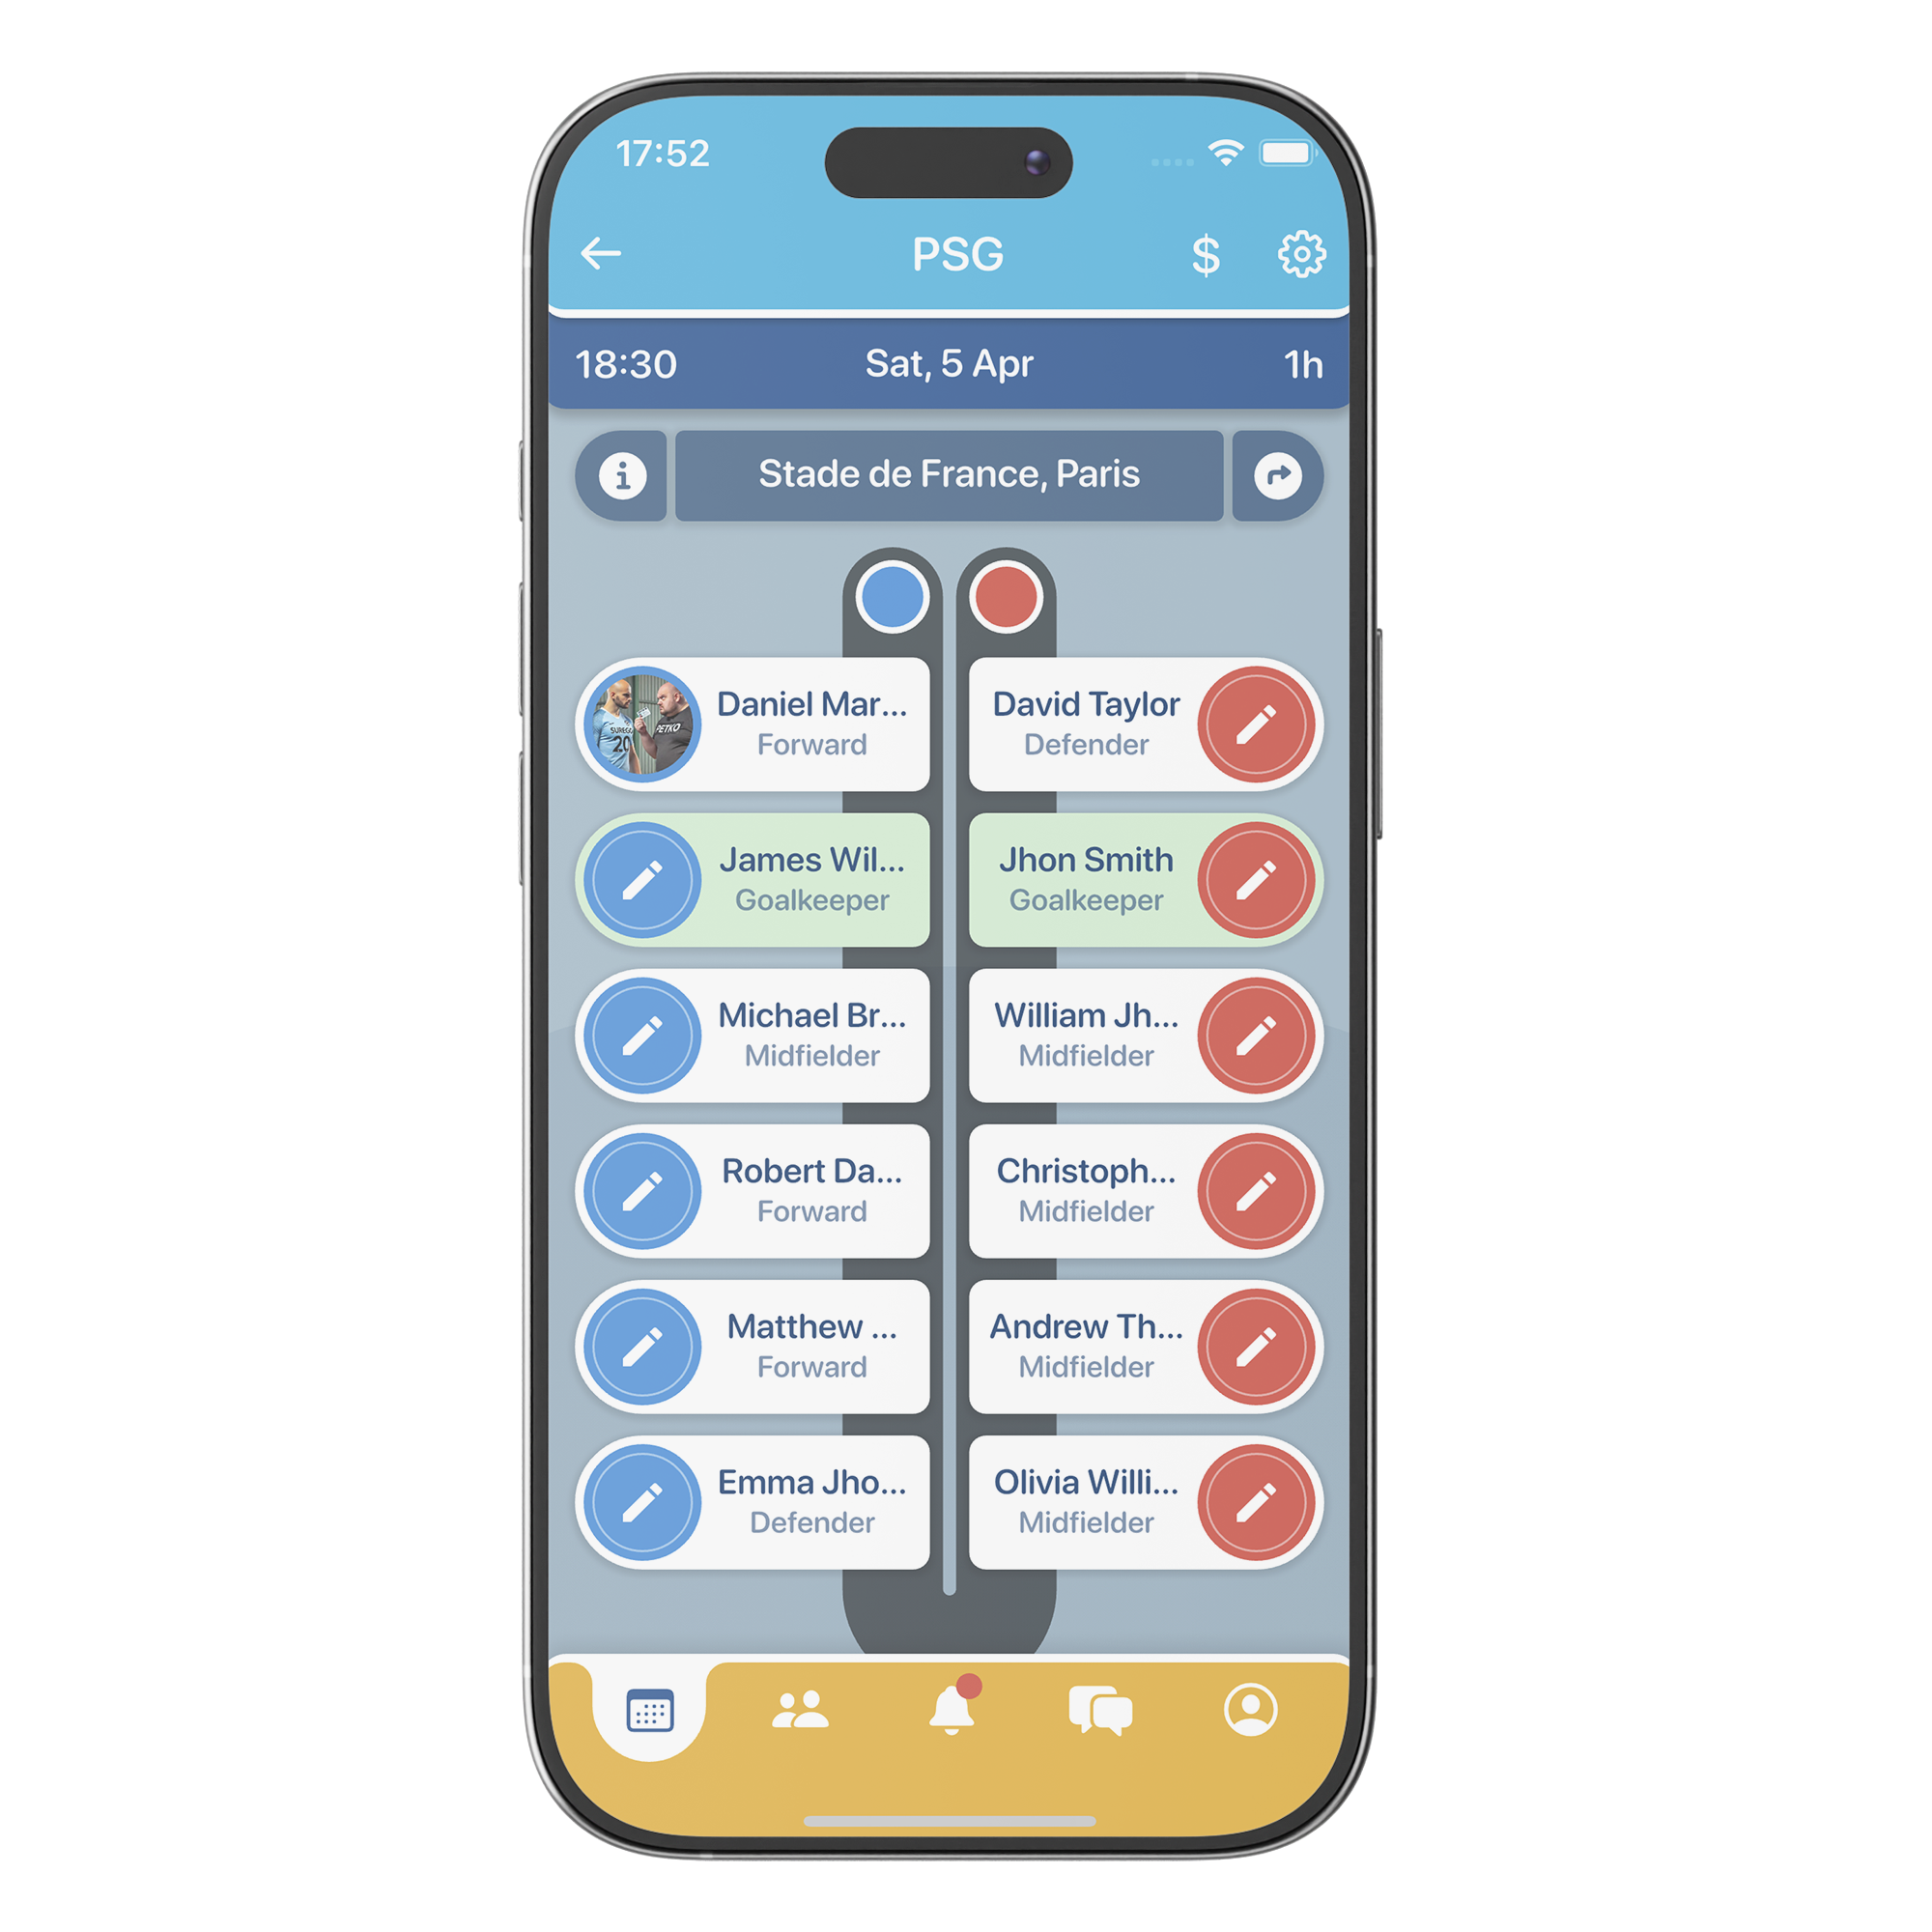 17:52
PSG
$
18:30 Sat, 5 Apr 1h
Stade de France, Paris
Daniel Mar...
Forward
David Taylor
Defender
James Wil...
Goalkeeper
Jhon Smith
Goalkeeper
Michael Br...
Midfielder
William Jh...
Midfielder
Robert Da...
Forward
Christoph...
Midfielder
Matthew ...
Forward
Andrew Th...
Midfielder
Emma Jho...
Defender
Olivia Willi...
Midfielder